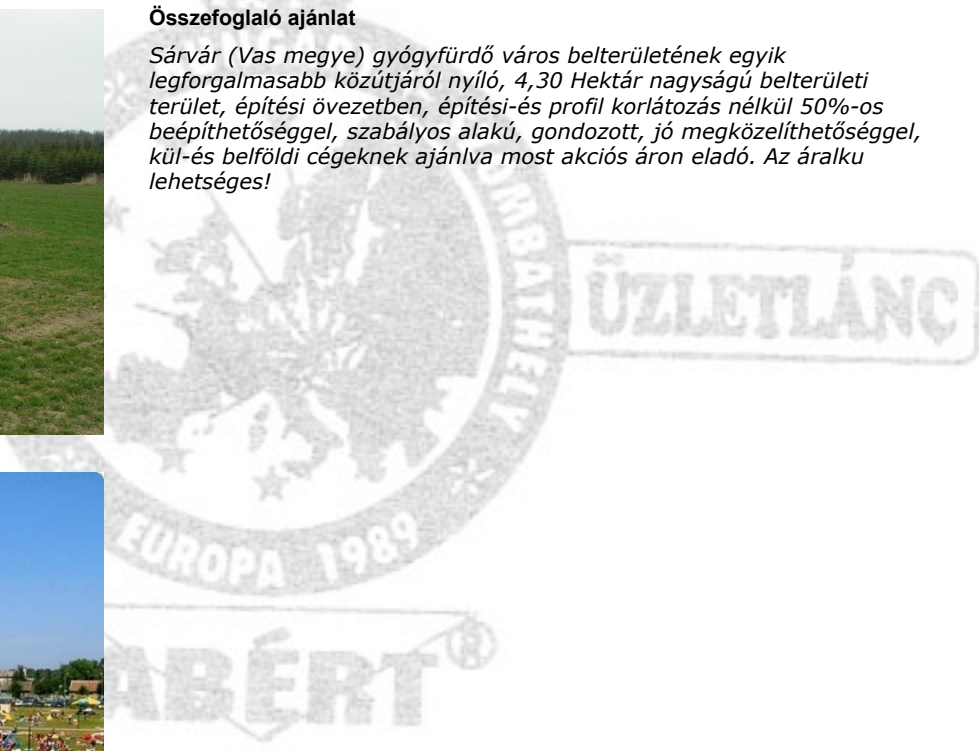 Összefoglaló ajánlat
Sárvár (Vas megye) gyógyfürdő város belterületének egyik
legforgalmasabb közútjáról nyíló, 4,30 Hektár nagyságú belterületi
terület, építési övezetben, építési-és profil korlátozás nélkül 50%-os
beépíthetőséggel, szabályos alakú, gondozott, jó megközelíthetőséggel,
kül-és belföldi cégeknek ajánlva most akciós áron eladó. Az áralku
lehetséges!
ÜZLETLÁNC
EUROPA 1989
ABÉRT®